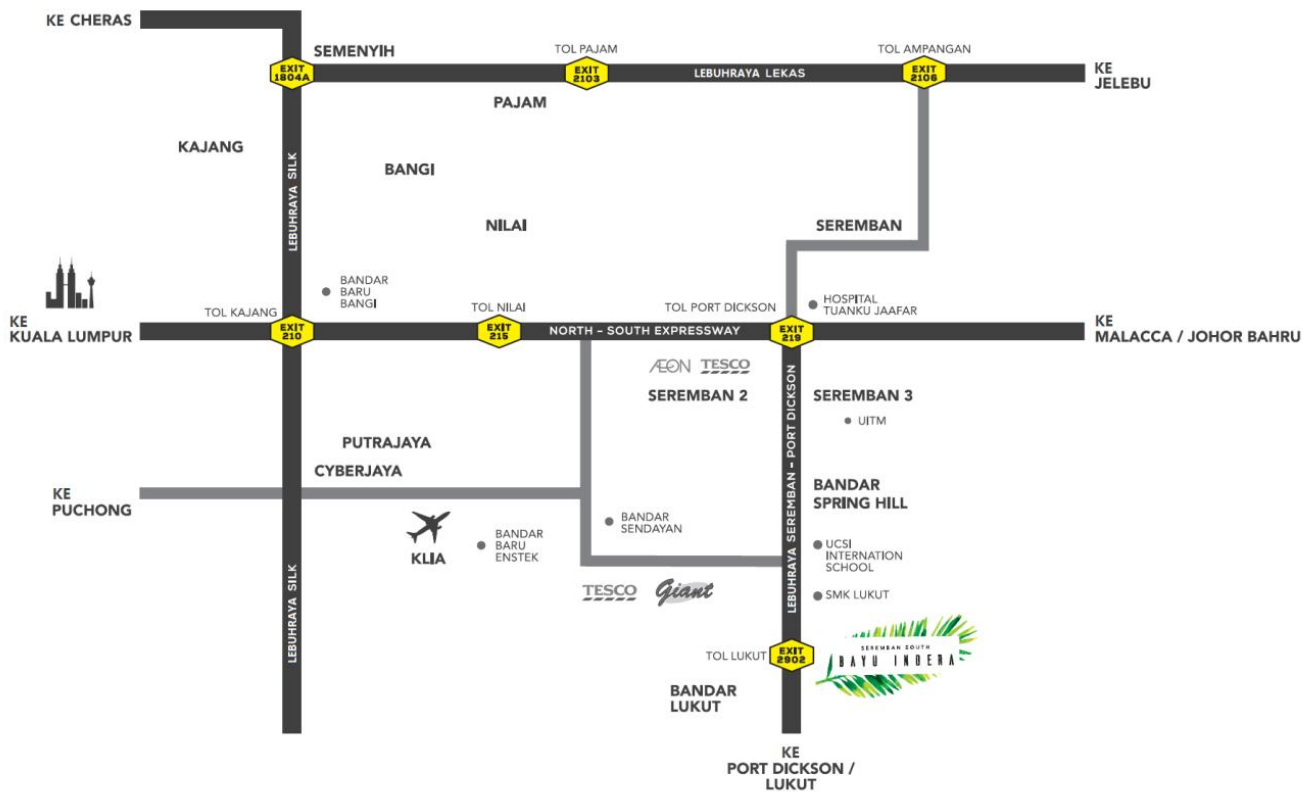 KE CHERAS
SEMENYIH
TOL PAJAM
TOL AMPANGAN
EXIT
1804A
EXIT
2103
LEBUHRAYA LEKAS
EXIT
2106
KE
JELEBU
PAJAM
KAJANG
LEBUHRAYA SILK
BANGI
NILAI
SEREMBAN
BANDAR
BARU
BANGI
TOL KAJANG
TOL NILAI
TOL PORT DICKSON
HOSPITAL
TUANKU JAAFAR
KE
KUALA LUMPUR
EXIT
210
EXIT
215
NORTH - SOUTH EXPRESSWAY
EXIT
219
KE
MALACCA / JOHOR BAHRU
ÆON
TESCO
SEREMBAN 2
SEREMBAN 3
UITM
LEBUHRAYA SEREMBAN - PORT DICKSON
PUTRAJAYA
CYBERJAYA
KE
PUCHONG
BANDAR
SPRING HILL
KLIA
BANDAR
BARU
ENSTEK
BANDAR
SENDAYAN
UCSI
INTERNATION
SCHOOL
TESCO
Giant
SMK LUKUT
LEBUHRAYA SILK
TOL LUKUT
EXIT
2902
SEREMBAN SOUTH
BAYU INDERA
BANDAR
LUKUT
KE
PORT DICKSON /
LUKUT